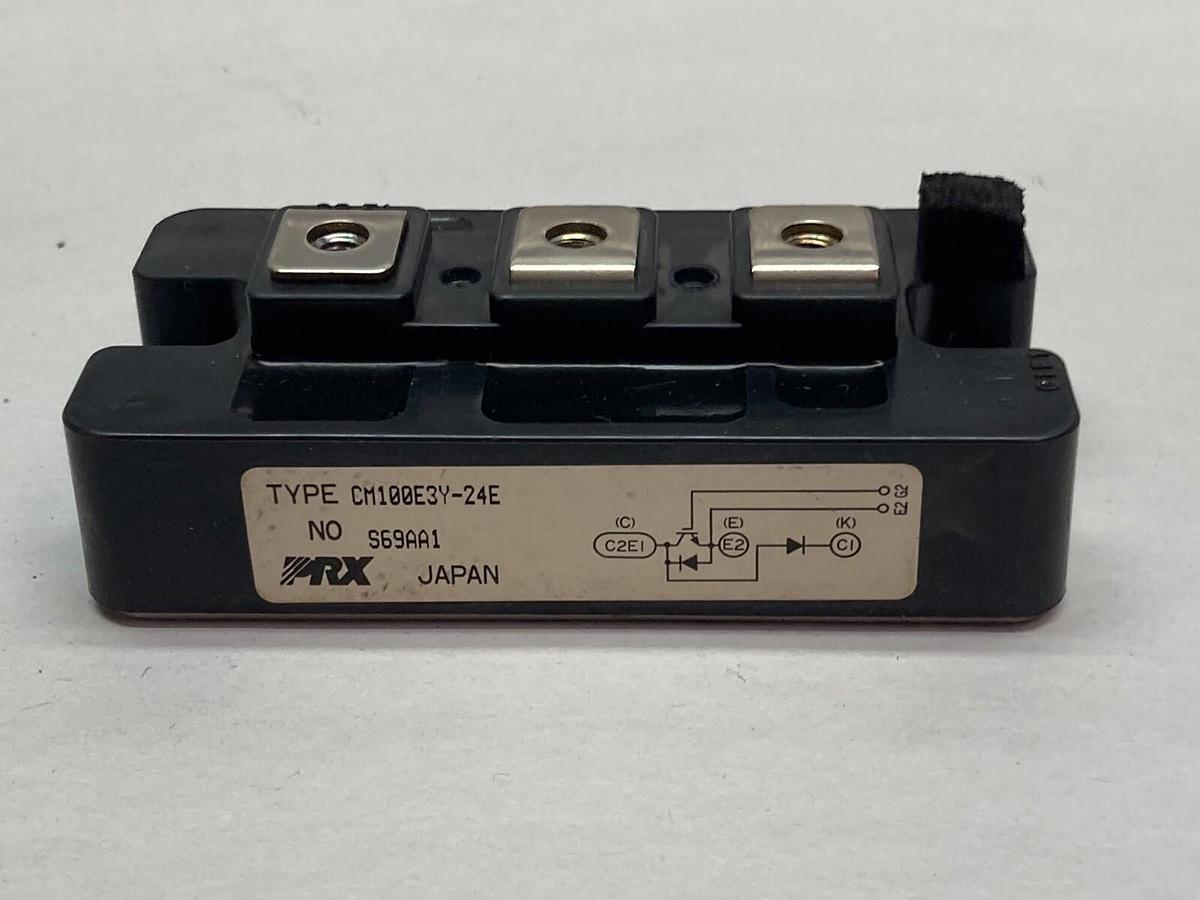 TYPE CM100E3Y-24E
NO S69AA1
PRX JAPAN
(C) (E) (K)
C2E1 E2 C1
G2
E2